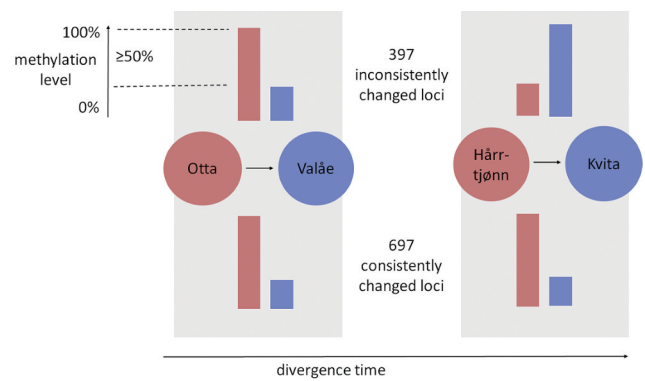 100%
methylation
level
≥50%
0%
397
inconsistently
changed loci
Otta
Valåe
Hårr-
tjønn
Kvita
697
consistently
changed loci
divergence time